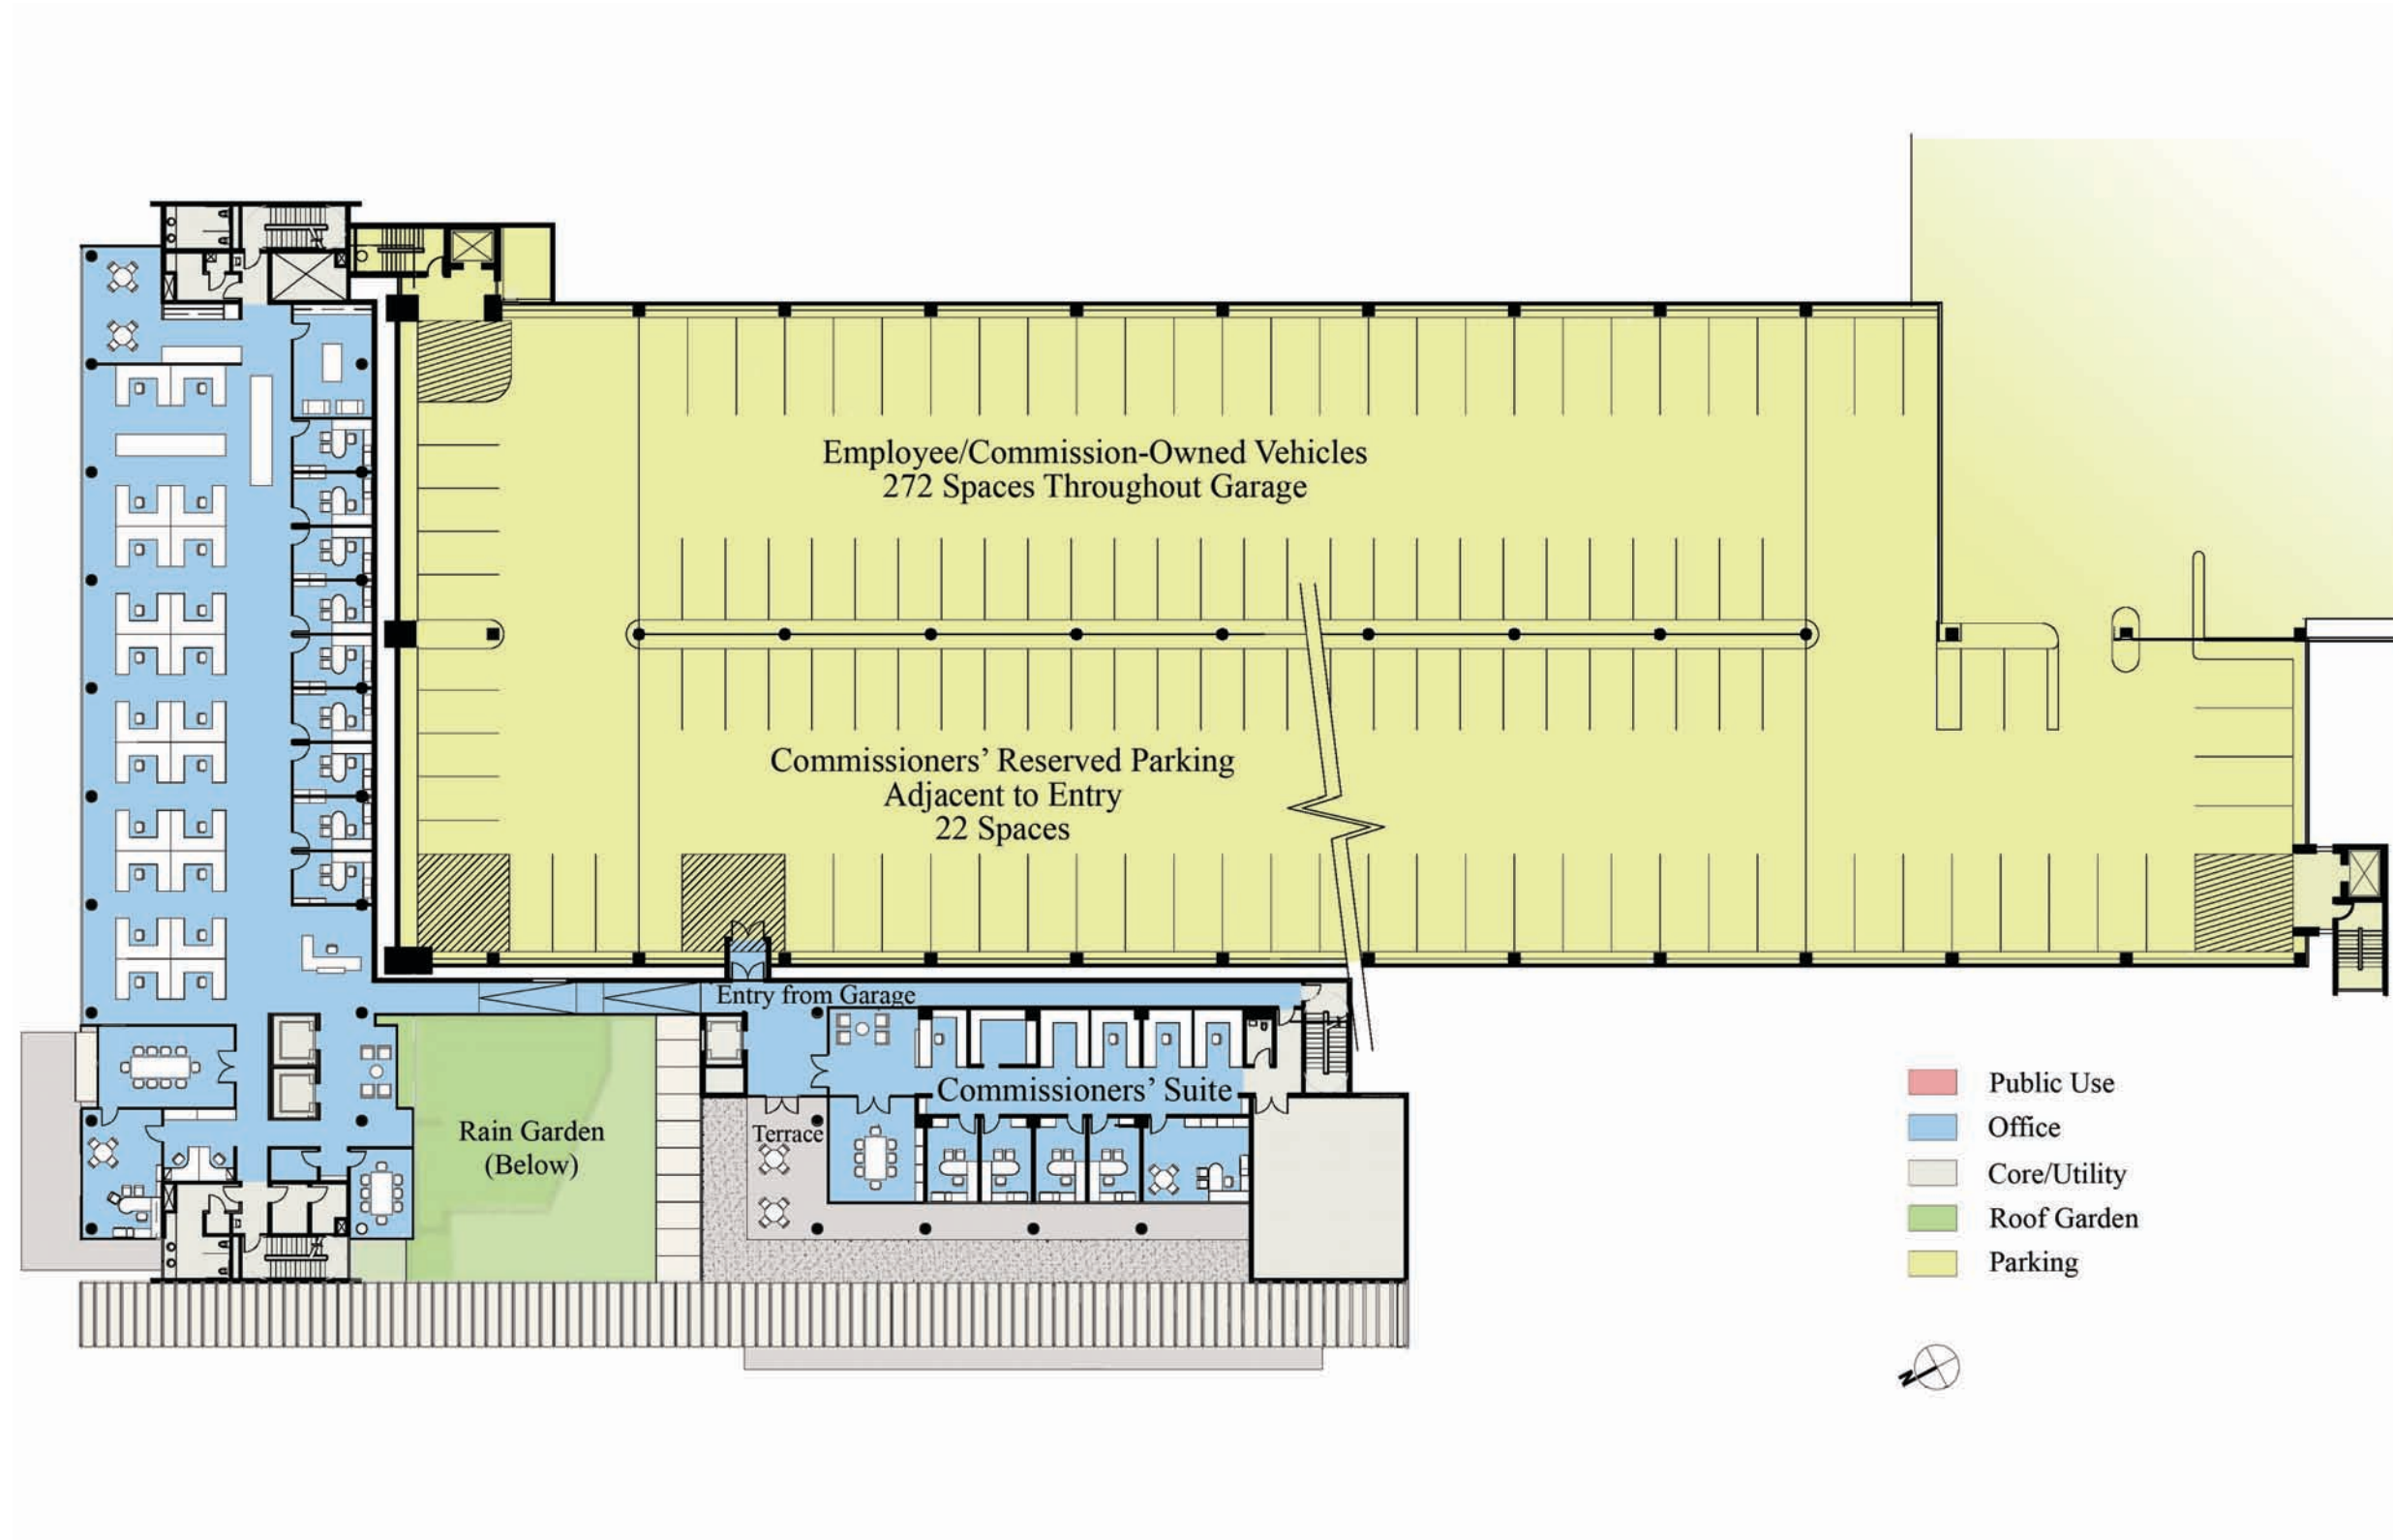 Employee/Commission-Owned Vehicles
272 Spaces Throughout Garage
Commissioners’ Reserved Parking
Adjacent to Entry
22 Spaces
Entry from Garage
Commissioners’ Suite
Terrace
Rain Garden
(Below)
Public Use
Office
Core/Utility
Roof Garden
Parking
N